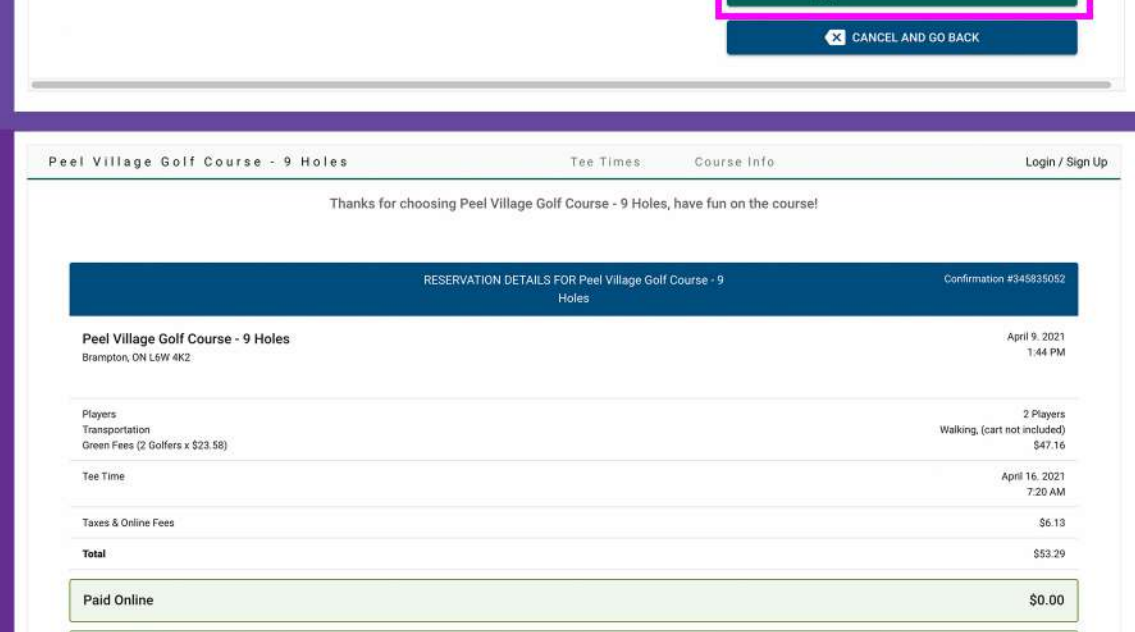 CANCEL AND GO BACK
Peel Village Golf Course - 9 Holes Tee Times Course Info Login / Sign Up
Thanks for choosing Peel Village Golf Course - 9 Holes, have fun on the course!
RESERVATION DETAILS FOR Peel Village Golf Course - 9 Confirmation #345835052
Holes
Peel Village Golf Course - 9 Holes April 9, 2021
Brampton, ON L6W 4K2 1:44 PM
Players 2 Players
Transportation Walking, (cart not included)
Green Fees (2 Golfers x $23.58) $47.16
Tee Time April 16, 2021
7:20 AM
Taxes & Online Fees $6.13
Total $53.29
Paid Online $0.00